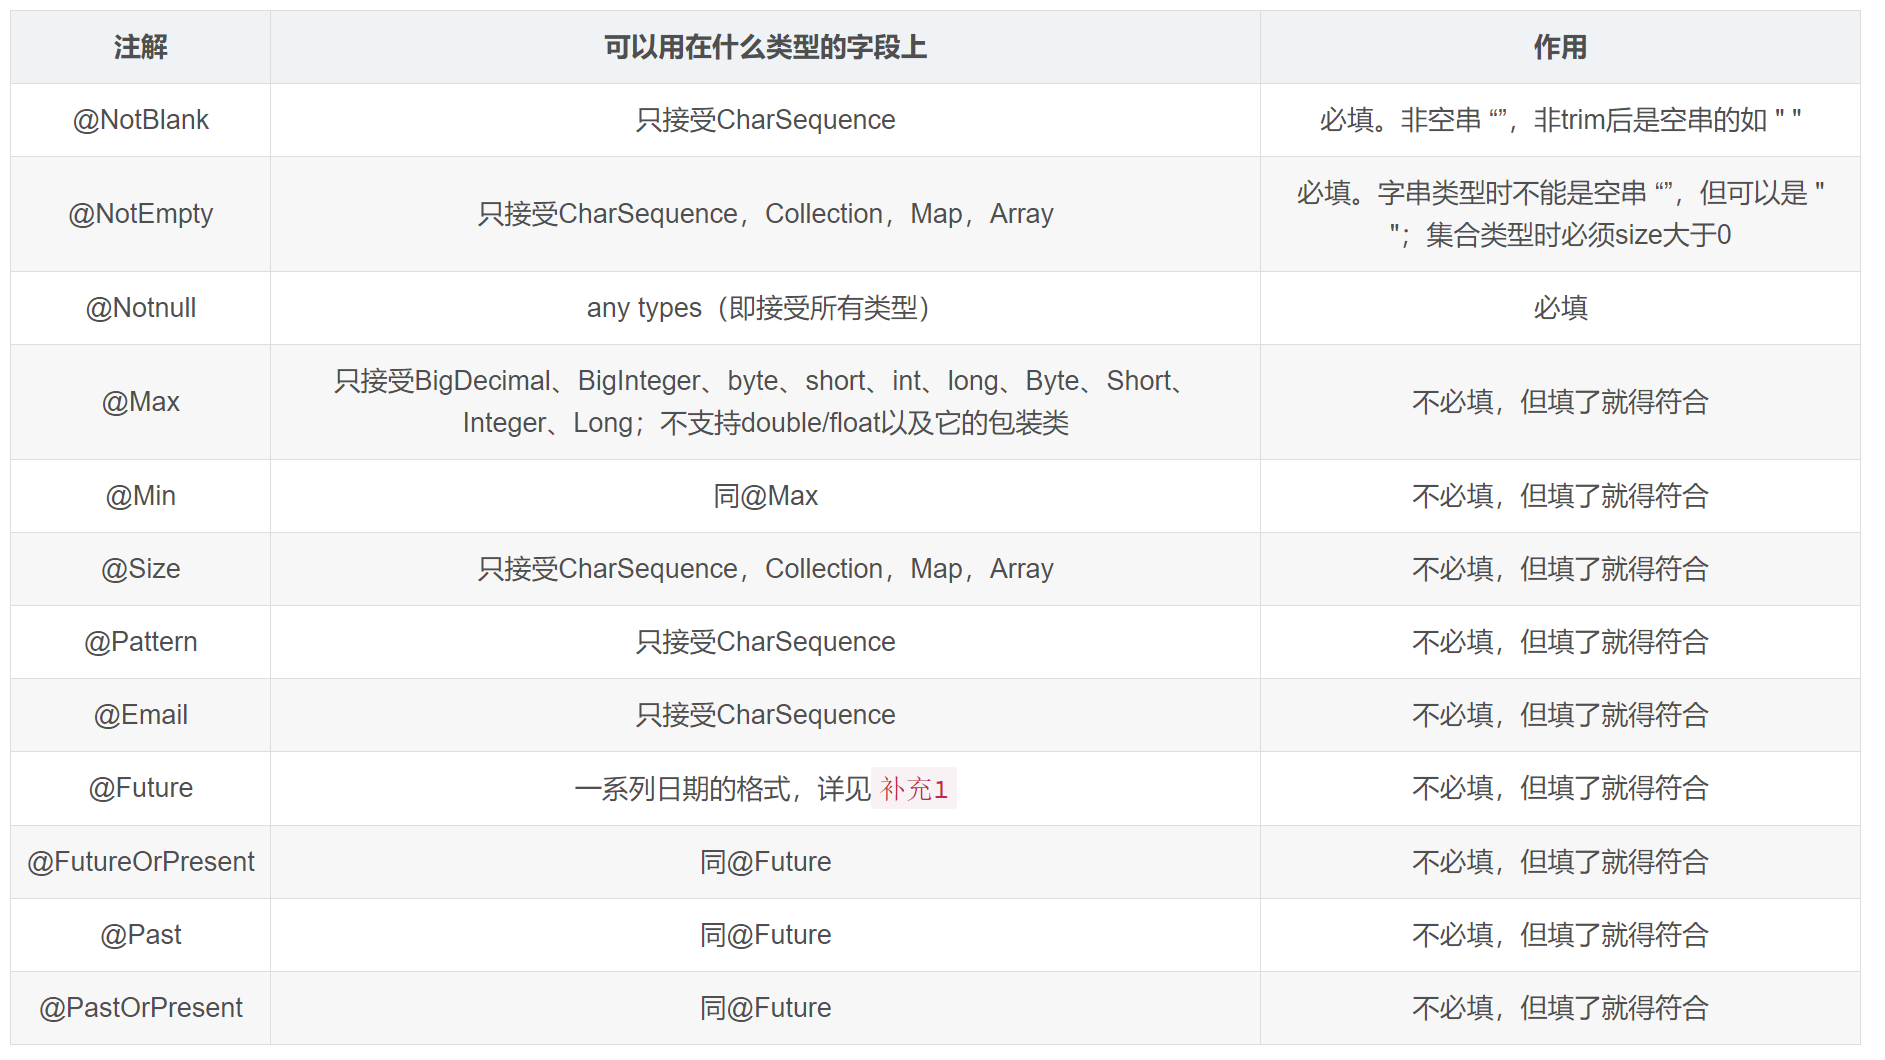 注解 可以用在什么类型的字段上 作用
@NotBlank 只接受CharSequence 必填。非空串 “”，非trim后是空串的如 " "
@NotEmpty 只接受CharSequence，Collection，Map，Array 必填。字串类型时不能是空串 “”，但可以是 "
"；集合类型时必须size大于0
@Notnull any types（即接受所有类型） 必填
@Max 只接受BigDecimal、BigInteger、byte、short、int、long、Byte、Short、
Integer、Long；不支持double/float以及它的包装类 不必填，但填了就得符合
@Min 同@Max 不必填，但填了就得符合
@Size 只接受CharSequence，Collection，Map，Array 不必填，但填了就得符合
@Pattern 只接受CharSequence 不必填，但填了就得符合
@Email 只接受CharSequence 不必填，但填了就得符合
@Future 一系列日期的格式，详见 补充1 不必填，但填了就得符合
@FutureOrPresent 同@Future 不必填，但填了就得符合
@Past 同@Future 不必填，但填了就得符合
@PastOrPresent 同@Future 不必填，但填了就得符合